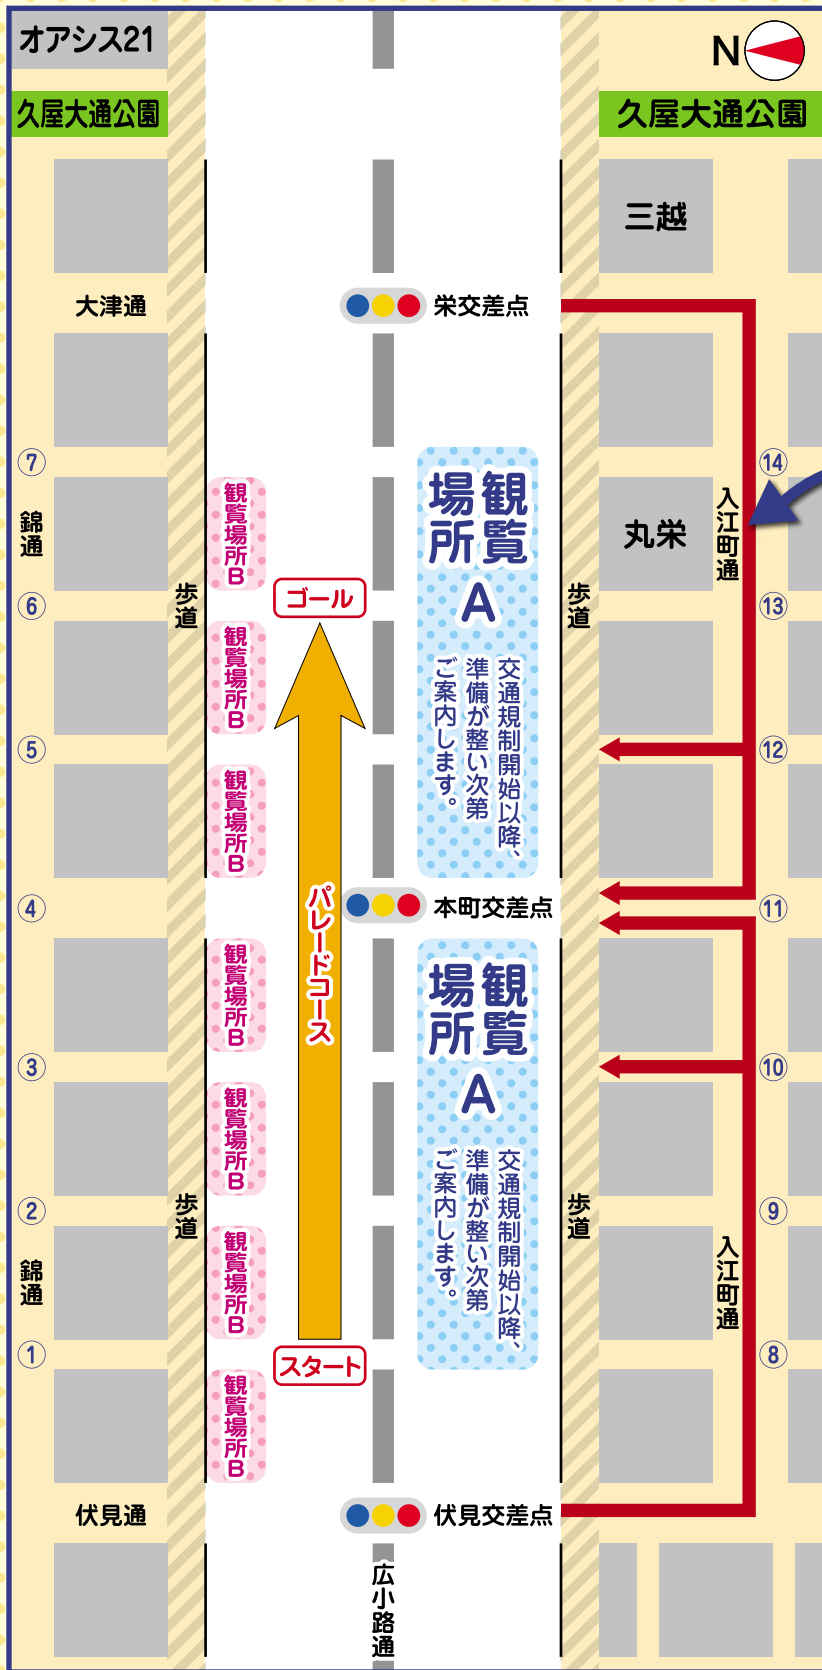 オアシス21
N
久屋大通公園
久屋大通公園
三越
大津通
栄交差点
⑦
錦通
観覧場所B
観覧
場所
A
交通規制開始以降、
準備が整い次第
ご案内します。
丸栄
入江町通
⑭
⑥
歩道
ゴール
歩道
⑬
観覧場所B
⑤
⑫
観覧場所B
④
パレードコース
本町交差点
⑪
観覧場所B
観覧
場所
A
交通規制開始以降、
準備が整い次第
ご案内します。
③
⑩
観覧場所B
②
歩道
歩道
⑨
錦通
観覧場所B
入江町通
①
スタート
⑧
観覧場所B
伏見通
伏見交差点
広小路通